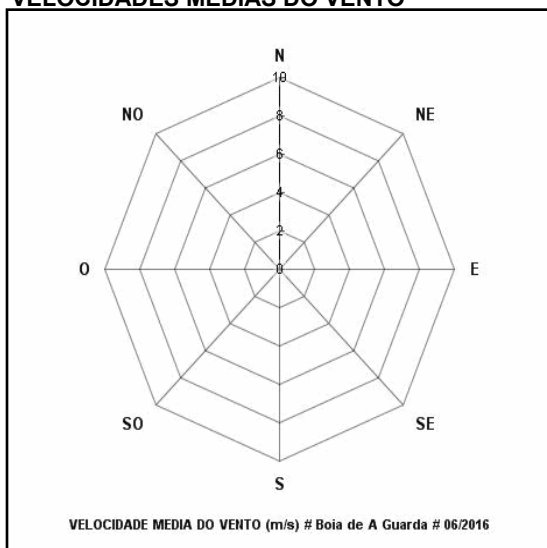 VELOCIDADES MEDIAS DO VENTO
N
10
NO
NE
8
6
4
2
O
0
E
SO
SE
S
VELOCIDADE MEDIA DO VENTO (m/s) # Boia de A Guarda # 06/2016